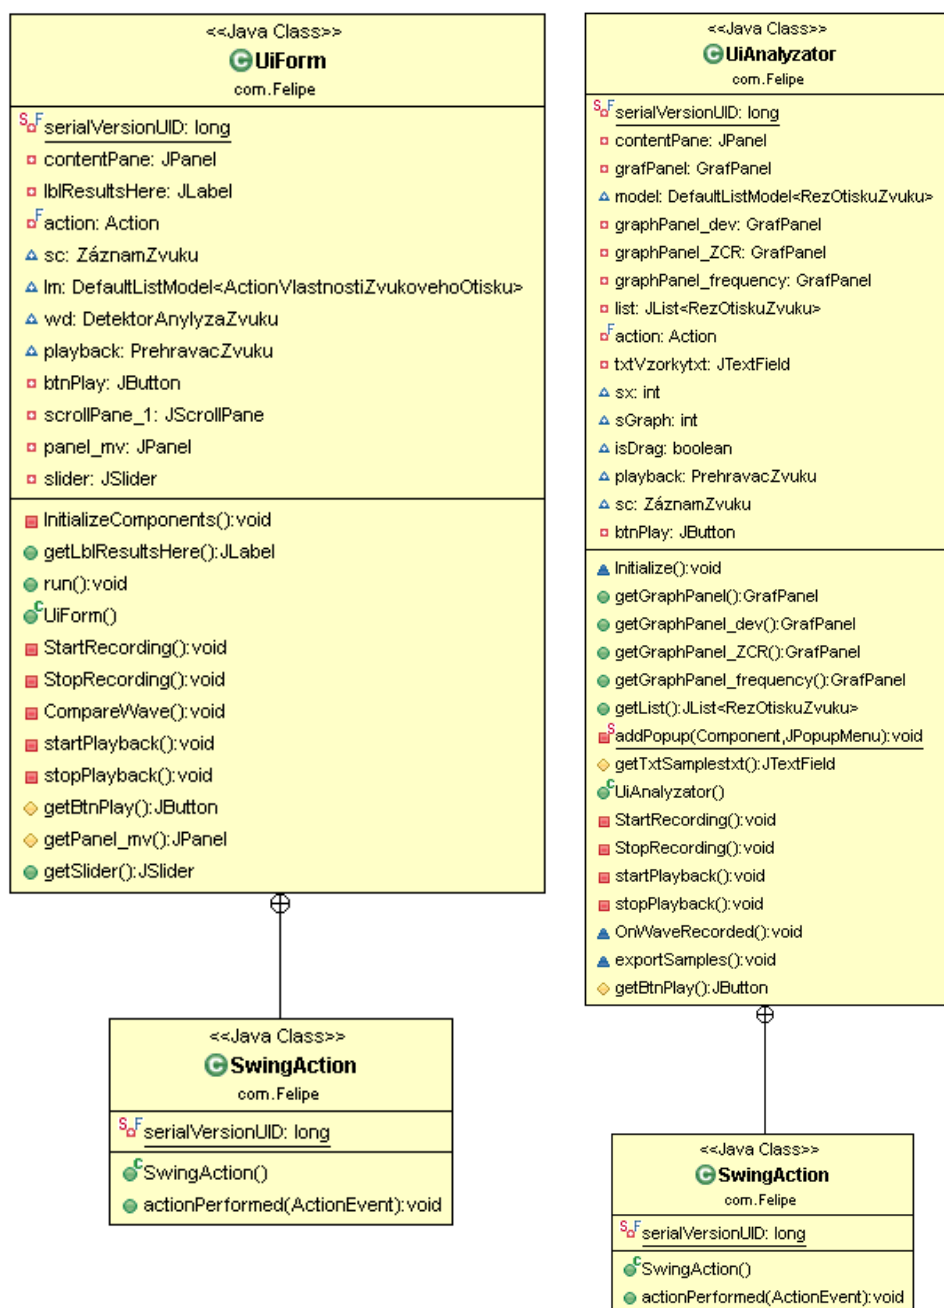 <<Java Class>>
UiForm
com.Felipe
serialVersionUID: long
contentPane: JPanel
lblResultsHere: JLabel
action: Action
sc: ZáznamZvuku
lm: DefaultListModel<ActionVlastnostiZvukovehoOtisku>
wd: DetektorAnylyzaZvuku
playback: PrehravacZvuku
btnPlay: JButton
scrollPane_1: JScrollPane
panel_mv: JPanel
slider: JSlider
InitializeComponents():void
getLblResultsHere():JLabel
run():void
UiForm()
StartRecording():void
StopRecording():void
CompareWave():void
startPlayback():void
stopPlayback():void
getBtnPlay():JButton
getPanel_mv():JPanel
getSlider():JSlider
<<Java Class>>
SwingAction
com.Felipe
serialVersionUID: long
SwingAction()
actionPerformed(ActionEvent):void
<<Java Class>>
UiAnalyzator
com.Felipe
serialVersionUID: long
contentPane: JPanel
grafPanel: GrafPanel
model: DefaultListModel<RezOtiskuZvuku>
graphPanel_dev: GrafPanel
graphPanel_ZCR: GrafPanel
graphPanel_frequency: GrafPanel
list: JList<RezOtiskuZvuku>
action: Action
txtVzorkytxt: JTextField
sx: int
sGraph: int
isDrag: boolean
playback: PrehravacZvuku
sc: ZáznamZvuku
btnPlay: JButton
Initialize():void
getGraphPanel():GrafPanel
getGraphPanel_dev():GrafPanel
getGraphPanel_ZCR():GrafPanel
getGraphPanel_frequency():GrafPanel
getList():JList<RezOtiskuZvuku>
addPopup(Component,JPopupMenu):void
getTxtSamplestxt():JTextField
UiAnalyzator()
StartRecording():void
StopRecording():void
startPlayback():void
stopPlayback():void
OnWaveRecorded():void
exportSamples():void
getBtnPlay():JButton
<<Java Class>>
SwingAction
com.Felipe
serialVersionUID: long
SwingAction()
actionPerformed(ActionEvent):void